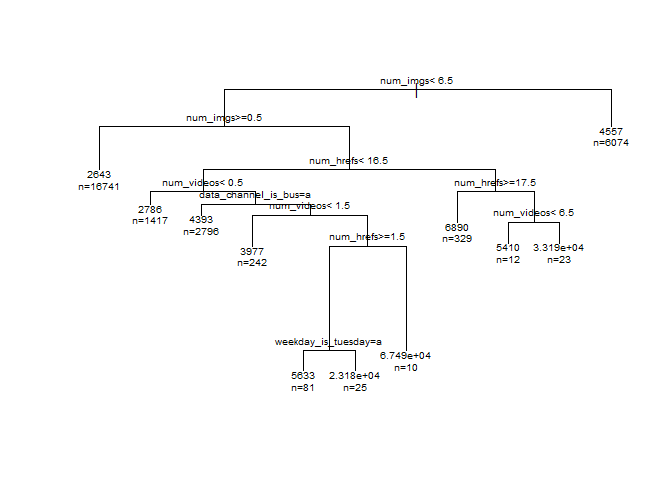 num_imgs< 6.5
num_imgs>=0.5
4557
n=6074
num_hrefs< 16.5
2643
n=16741
num_videos< 0.5
num_hrefs>=17.5
data_channel_is_bus=a
2786
n=1417
num_videos< 1.5
num_videos< 6.5
4393
n=2796
6890
n=329
num_hrefs>=1.5
3977
n=242
5410
n=12
3.319e+04
n=23
weekday_is_tuesday=a
6.749e+04
n=10
5633
n=81
2.318e+04
n=25